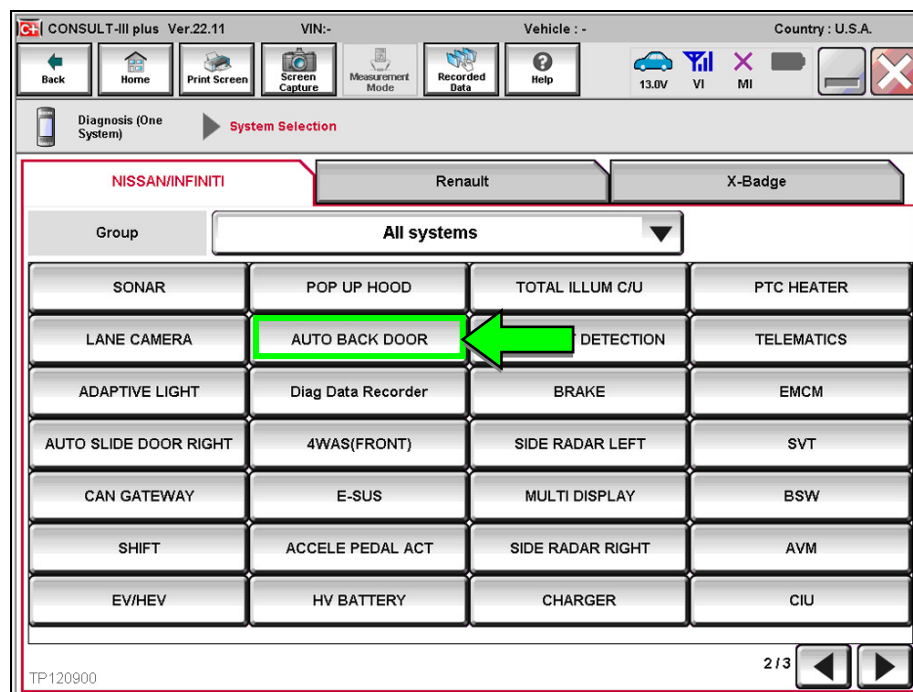 C+ CONSULT-III plus Ver.22.11 VIN:- Vehicle : - Country : U.S.A.
Back Home Print Screen Screen Capture Measurement Mode Recorded Data Help 13.0V VI MI
Diagnosis (One System) System Selection
NISSAN/INFINITI Renault X-Badge
Group All systems
SONAR POP UP HOOD TOTAL ILLUM C/U PTC HEATER
LANE CAMERA AUTO BACK DOOR DETECTION TELEMATICS
ADAPTIVE LIGHT Diag Data Recorder BRAKE EMCM
AUTO SLIDE DOOR RIGHT 4WAS(FRONT) SIDE RADAR LEFT SVT
CAN GATEWAY E-SUS MULTI DISPLAY BSW
SHIFT ACCELE PEDAL ACT SIDE RADAR RIGHT AVM
EV/HEV HV BATTERY CHARGER CIU
2/3
TP120900